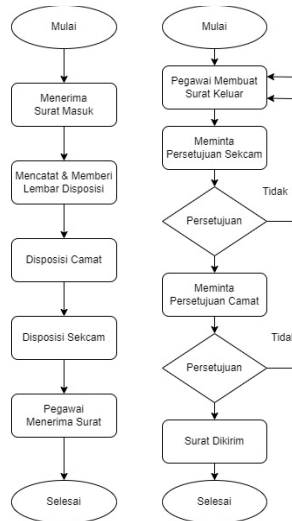 Mulai
Menerima
Surat Masuk
Mencatat & Memberi
Lembar Disposisi
Disposisi Camat
Disposisi Sekcam
Pegawai
Menerima Surat
Selesai
Mulai
Pegawai Membuat
Surat Keluar
Meminta
Persetujuan Sekcam
Tidak
Persetujuan
Meminta
Persetujuan Camat
Tidak
Persetujuan
Surat Dikirim
Selesai